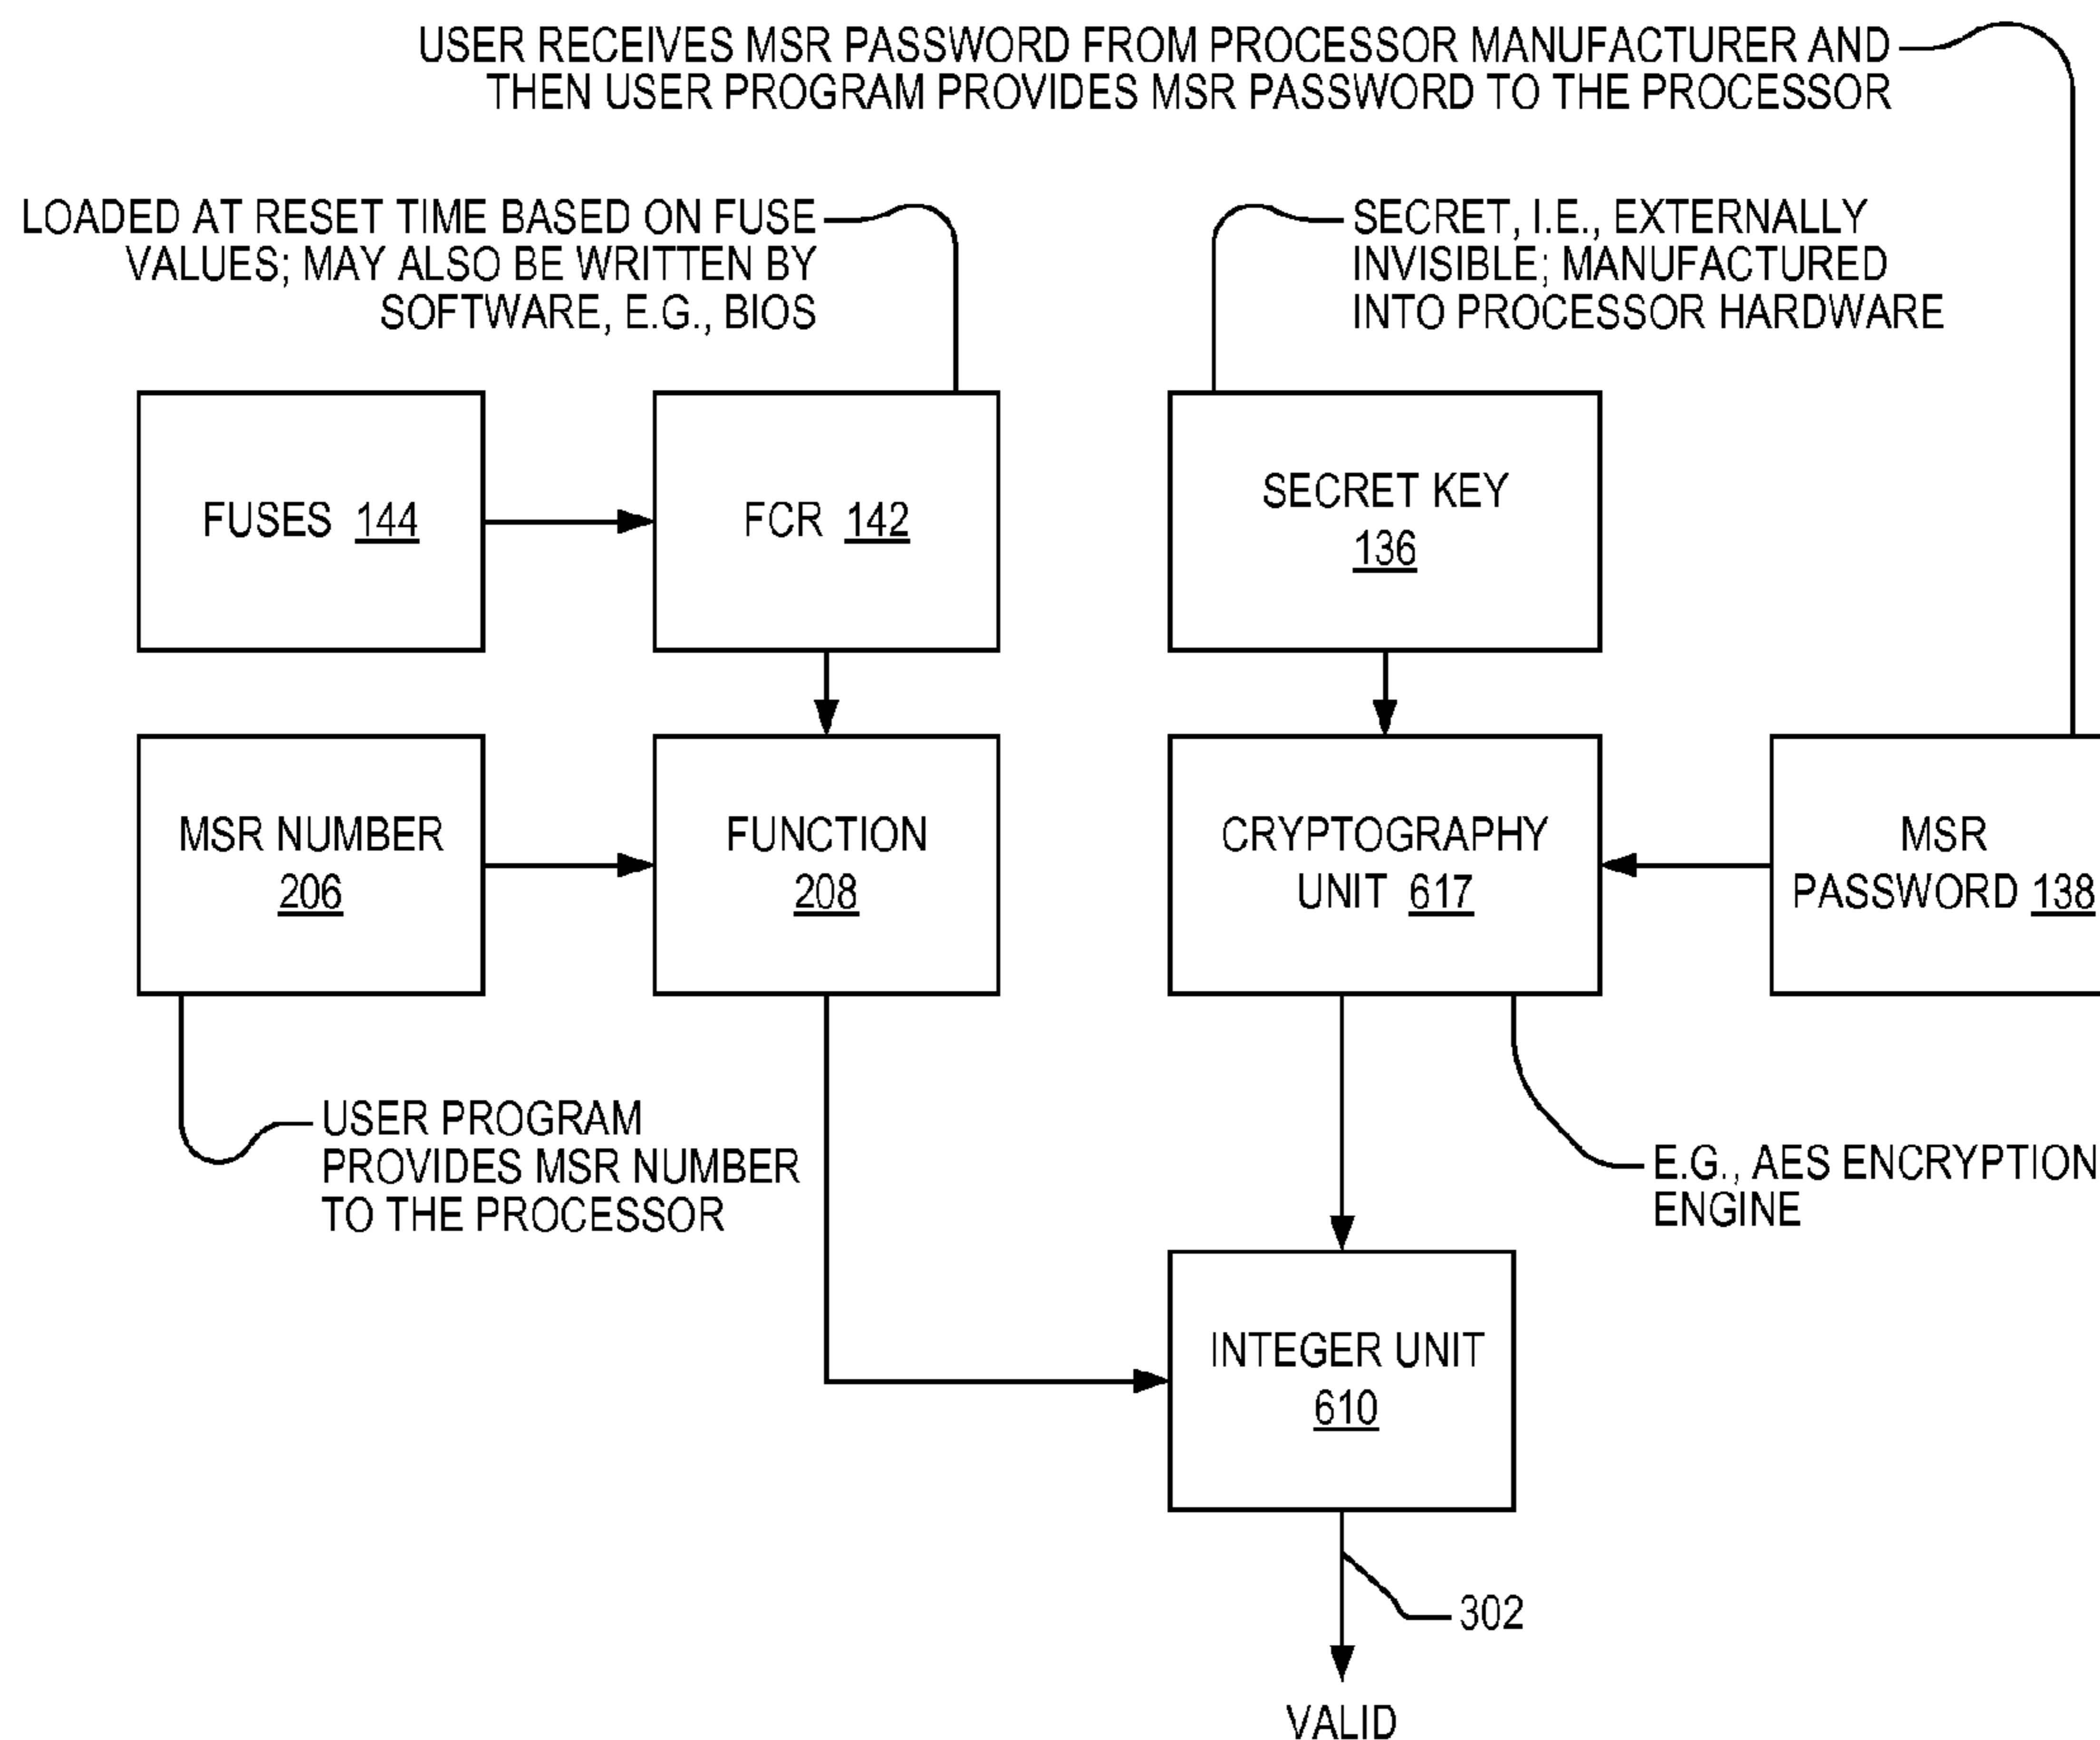 USER RECEIVES MSR PASSWORD FROM PROCESSOR MANUFACTURER AND
THEN USER PROGRAM PROVIDES MSR PASSWORD TO THE PROCESSOR
LOADED AT RESET TIME BASED ON FUSE
VALUES; MAY ALSO BE WRITTEN BY
SOFTWARE, E.G., BIOS
SECRET, I.E., EXTERNALLY
INVISIBLE; MANUFACTURED
INTO PROCESSOR HARDWARE
FUSES 144
FCR 142
SECRET KEY
136
MSR NUMBER
206
FUNCTION
208
CRYPTOGRAPHY
UNIT 617
MSR
PASSWORD 138
USER PROGRAM
PROVIDES MSR NUMBER
TO THE PROCESSOR
E.G., AES ENCRYPTION
ENGINE
INTEGER UNIT
610
302
VALID